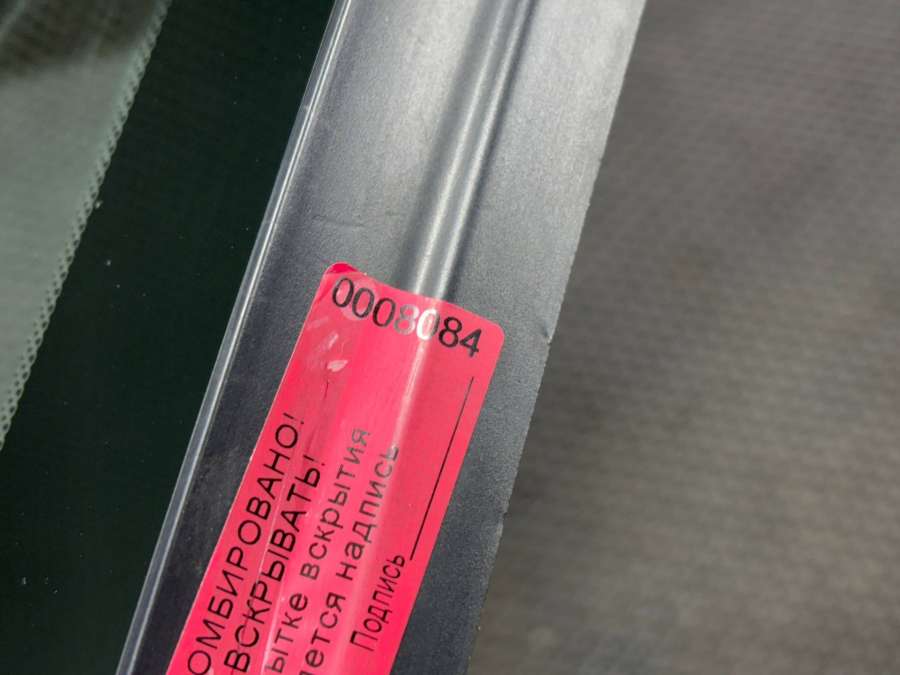 0008084
ОМБИРОВАНО!
ВСКРЫВАТЬ!
ытке вскрытия
ется надпись
Подпись